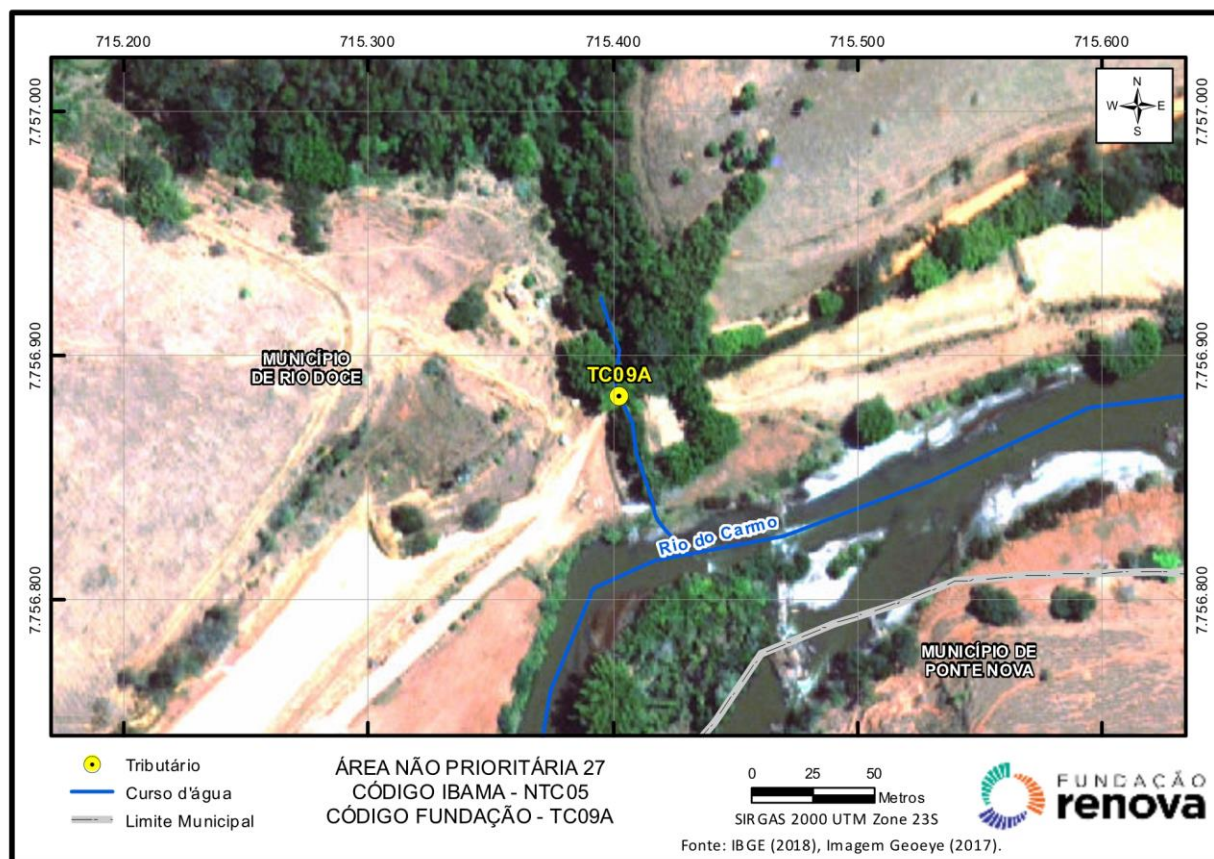 715.200
715.300
715.400
715.500
715.600
7.757.000
7.757.000
N
W
E
S
7.756.900
7.756.900
MUNICÍPIO
DE RIO DOCE
TC09A
Rio do Carmo
7.756.800
7.756.800
MUNICÍPIO DE
PONTE NOVA
Tributário
Curso d'água
Limite Municipal
ÁREA NÃO PRIORITÁRIA 27
CÓDIGO IBAMA - NTC05
CÓDIGO FUNDAÇÃO - TC09A
0 25 50
Metros
SIRGAS 2000 UTM Zone 23S
FUNDAÇÃO
renova
Fonte: IBGE (2018), Imagem Geoeye (2017).